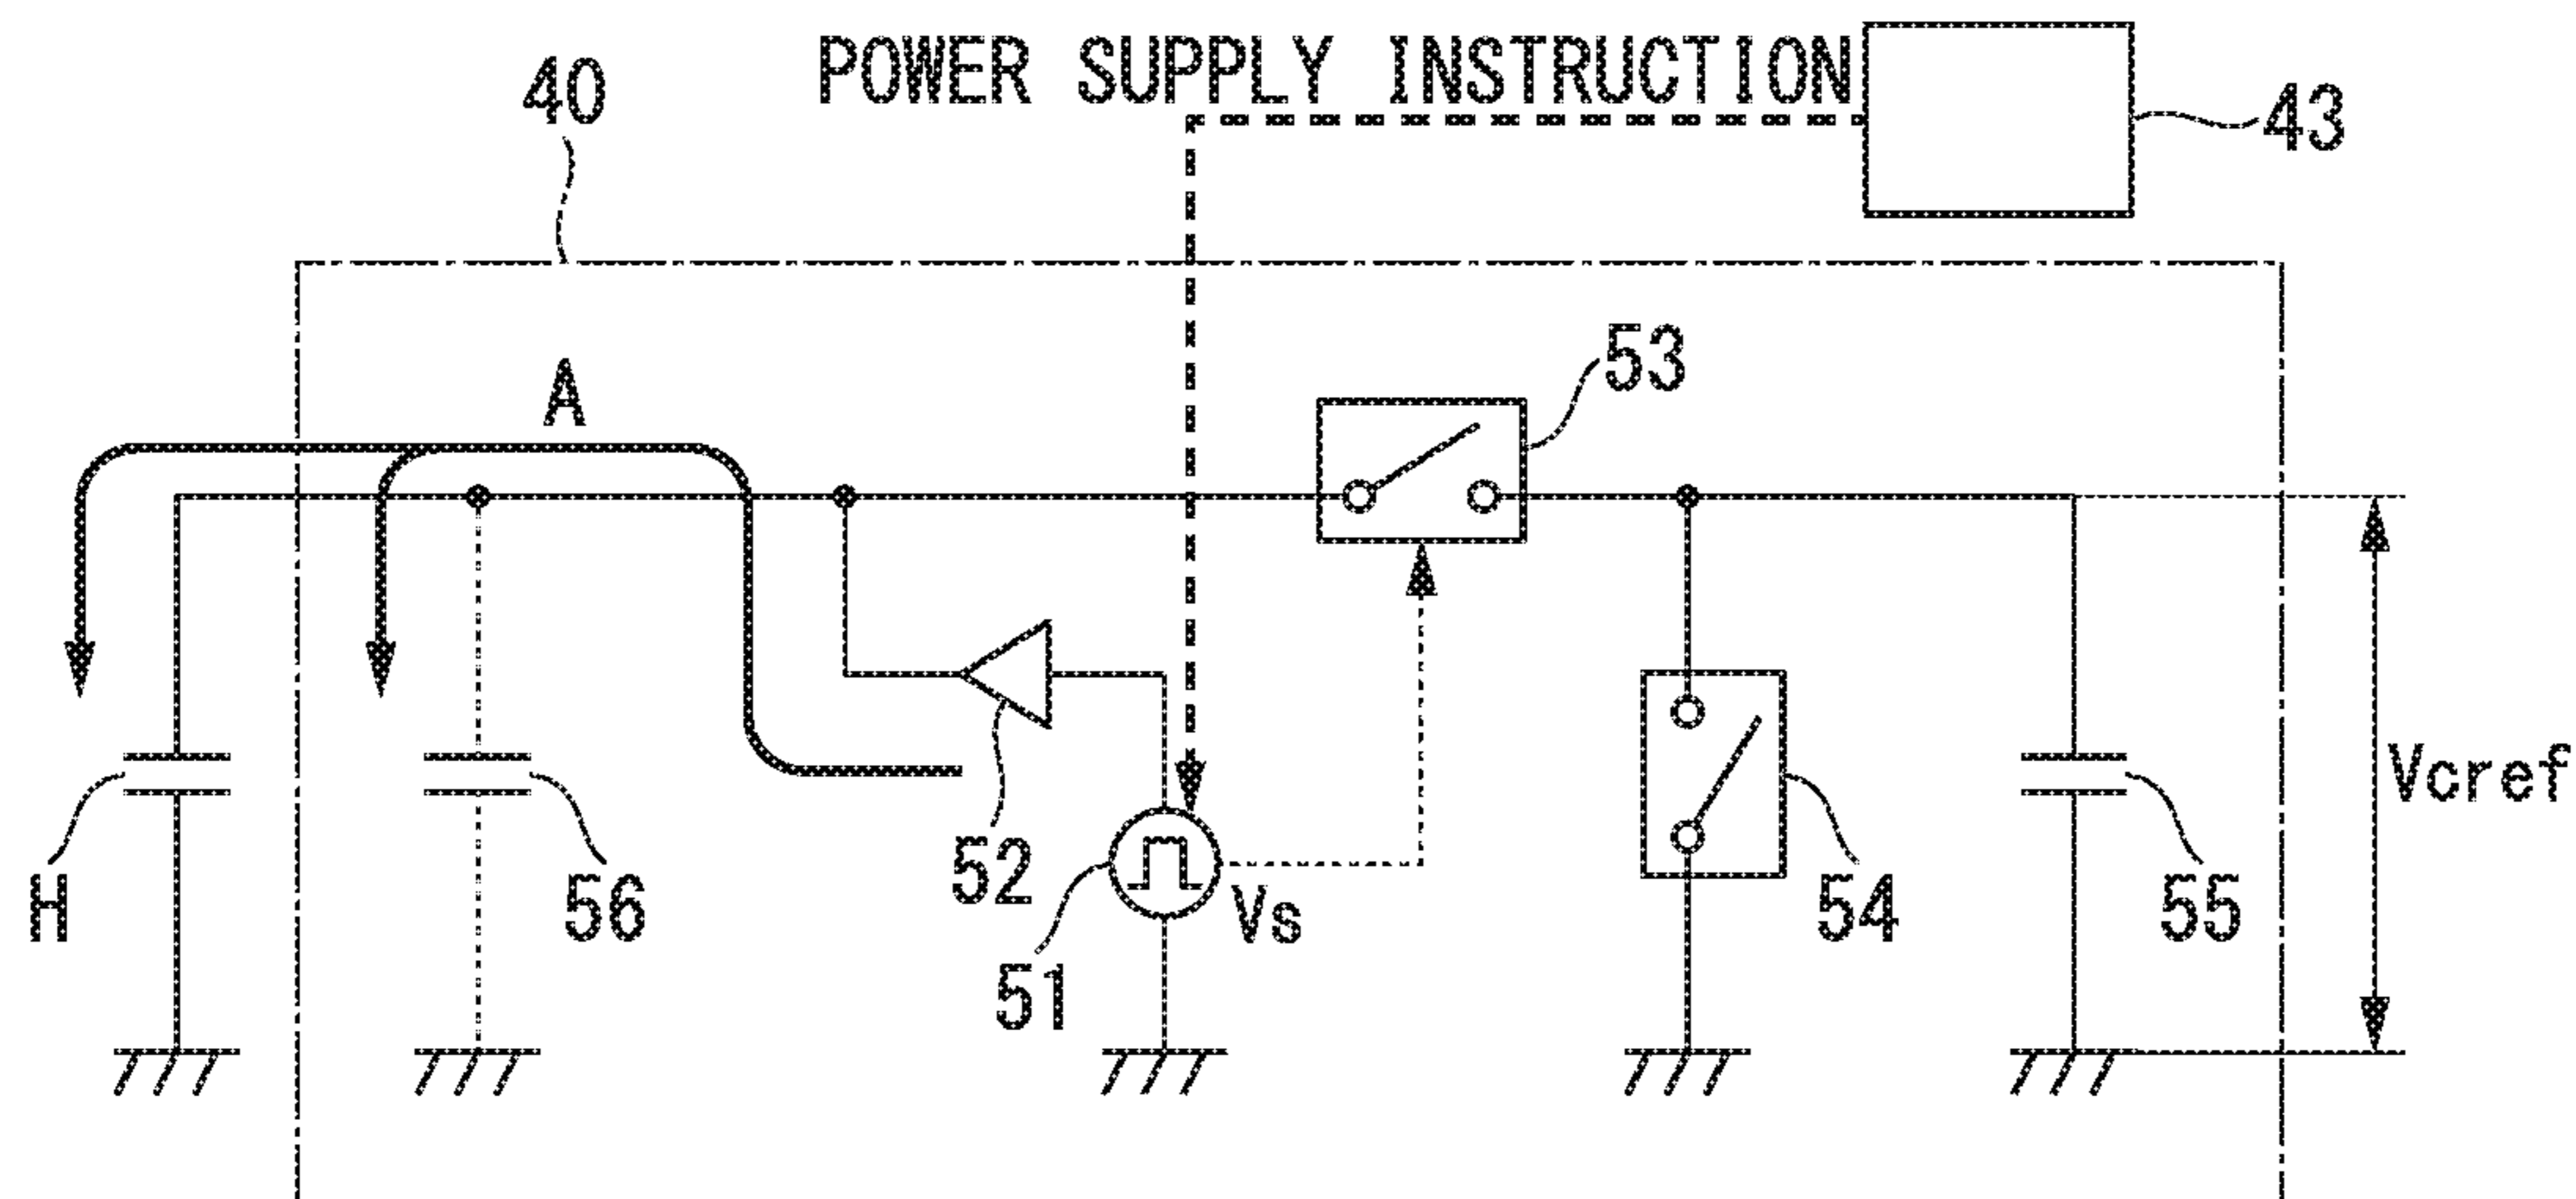 POWER SUPPLY INSTRUCTION
40
43
53
A
Vcref
52
H
56
Vs
54
55
51